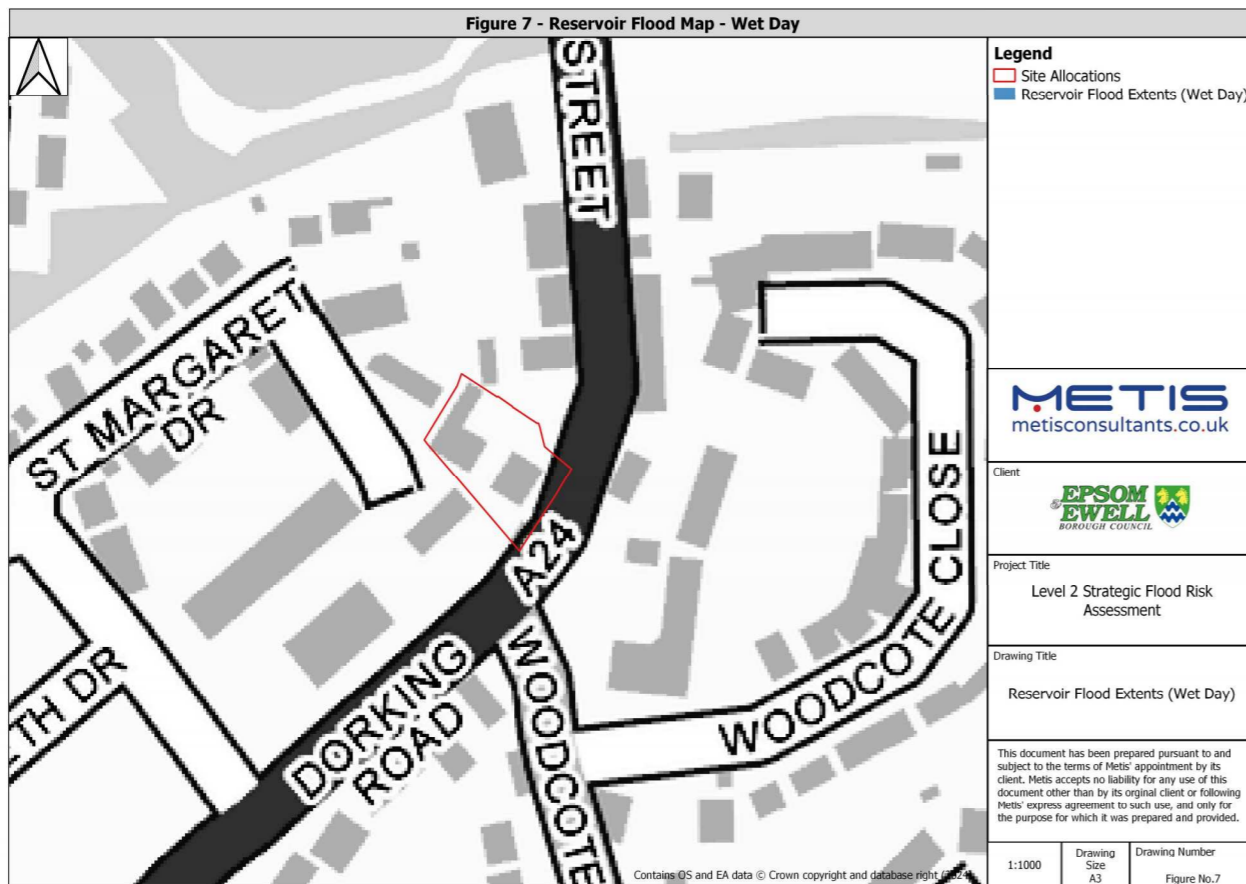 Figure 7 - Reservoir Flood Map - Wet Day
STREET
ST MARGARET
DR
TH DR
DORKING
ROAD
A24
WOODCOTE
WOODCOTE CLOSE
Contains OS and EA data © Crown copyright and database right
Legend
Site Allocations
Reservoir Flood Extents (Wet Day)
METIS
metisconsultants.co.uk
Client
EPSOM
& EWELL
BOROUGH COUNCIL
Project Title
Level 2 Strategic Flood Risk
Assessment
Drawing Title
Reservoir Flood Extents (Wet Day)
This document has been prepared pursuant to and
subject to the terms of Metis' appointment by its
client. Metis accepts no liability for any use of this
document other than by its orginal client or following
Metis' express agreement to such use, and only for
the purpose for which it was prepared and provided.
1:1000
Drawing
Size
A3
Drawing Number
Figure No.7